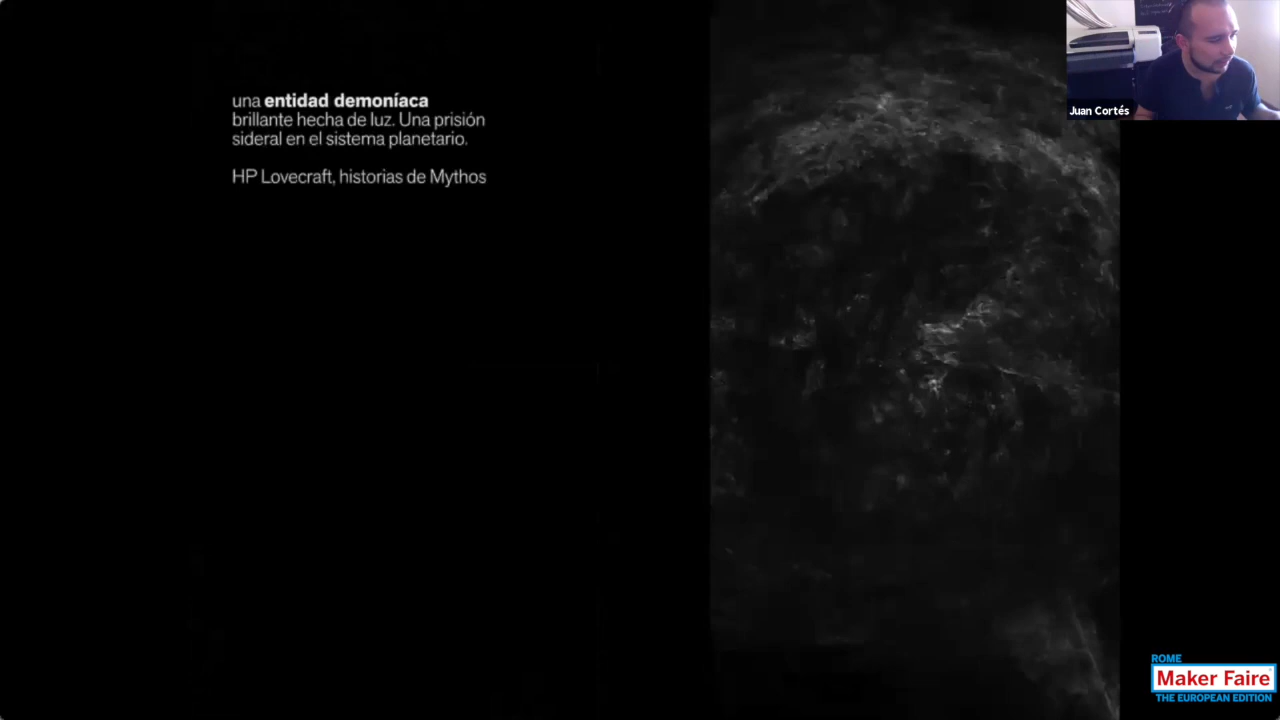 una entidad demoníaca
brillante hecha de luz. Una prisión
sideral en el sistema planetario.
HP Lovecraft, historias de Mythos
Juan Cortés
ROME
Maker Faire
THE EUROPEAN EDITION